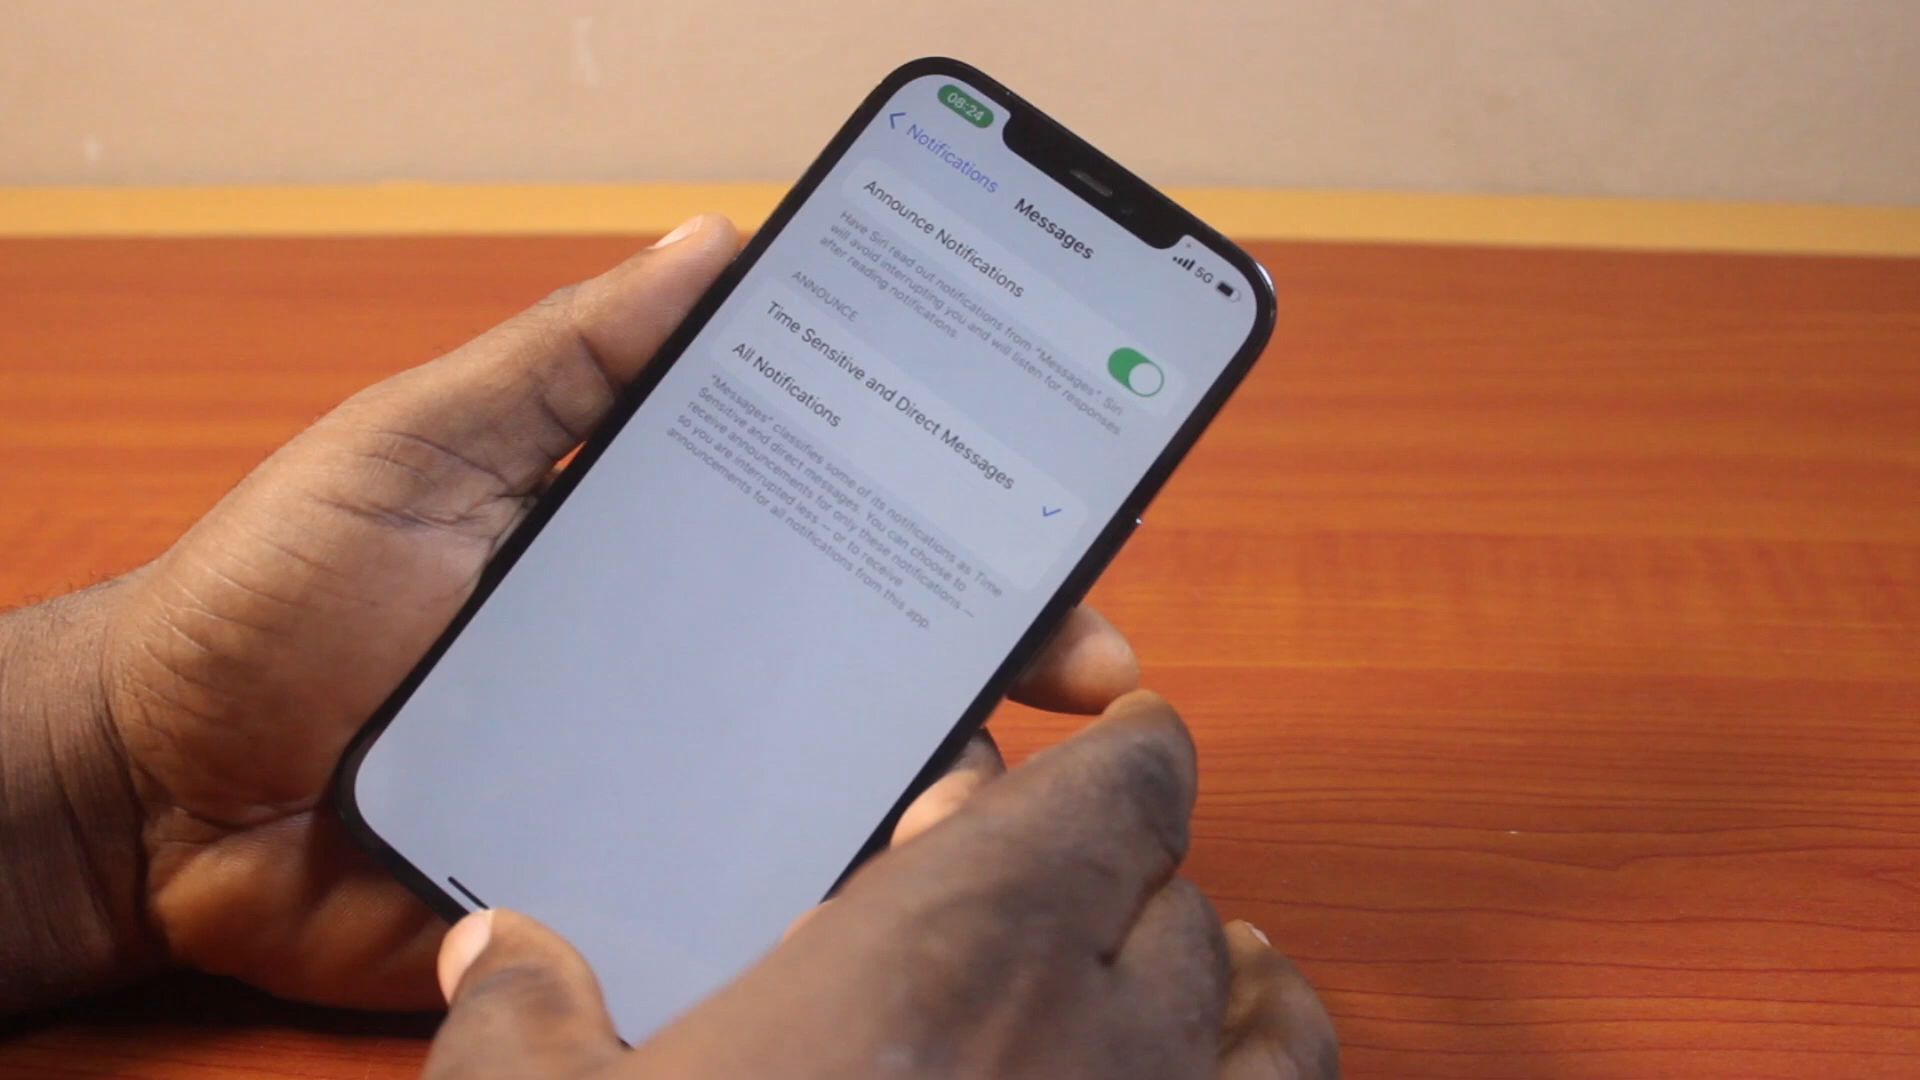 08:24
5G
Notifications
Messages
Announce Notifications
Have Siri read out notifications from "Messages". Siri
will avoid interrupting you and will listen for responses
after reading notifications.
ANNOUNCE
Time Sensitive and Direct Messages
All Notifications
"Messages" classifies some of its notifications as Time
Sensitive and direct messages. You can choose to
receive announcements for only these notifications —
so you are interrupted less — or to receive
announcements for all notifications from this app.